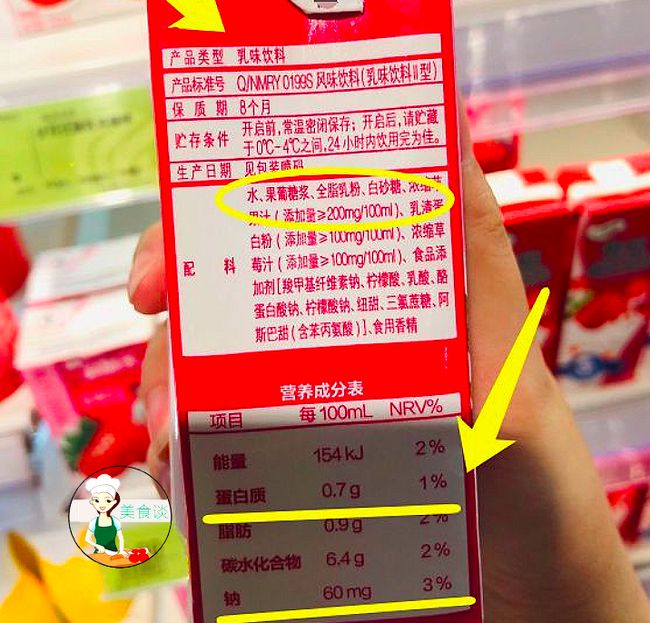 产品类型 乳味饮料
产品标准号 Q/NMRY 0199S 风味饮料(乳味饮料II型)
保质期 8个月
贮存条件 开启前,常温密闭保存;开启后,请贮藏
于0℃-4℃之间,24小时内饮用完为佳。
生产日期 见包装喷码
水、果葡糖浆、全脂乳粉、白砂糖、浓缩苹
果汁(添加量≥200mg/100ml)、乳清蛋
白粉(添加量≥100mg/100ml)、浓缩草
配料 莓汁(添加量≥100mg/100ml)、食品添
加剂[羧甲基纤维素钠、柠檬酸、乳酸、酪
蛋白酸钠、柠檬酸钠、纽甜、三氯蔗糖、阿
斯巴甜(含苯丙氨酸)]、食用香精
营养成分表
项目 每100mL NRV%
能量 154kJ 2%
蛋白质 0.7g 1%
脂肪 0.9g 2%
碳水化合物 6.4g 2%
钠 60mg 3%
美食谈